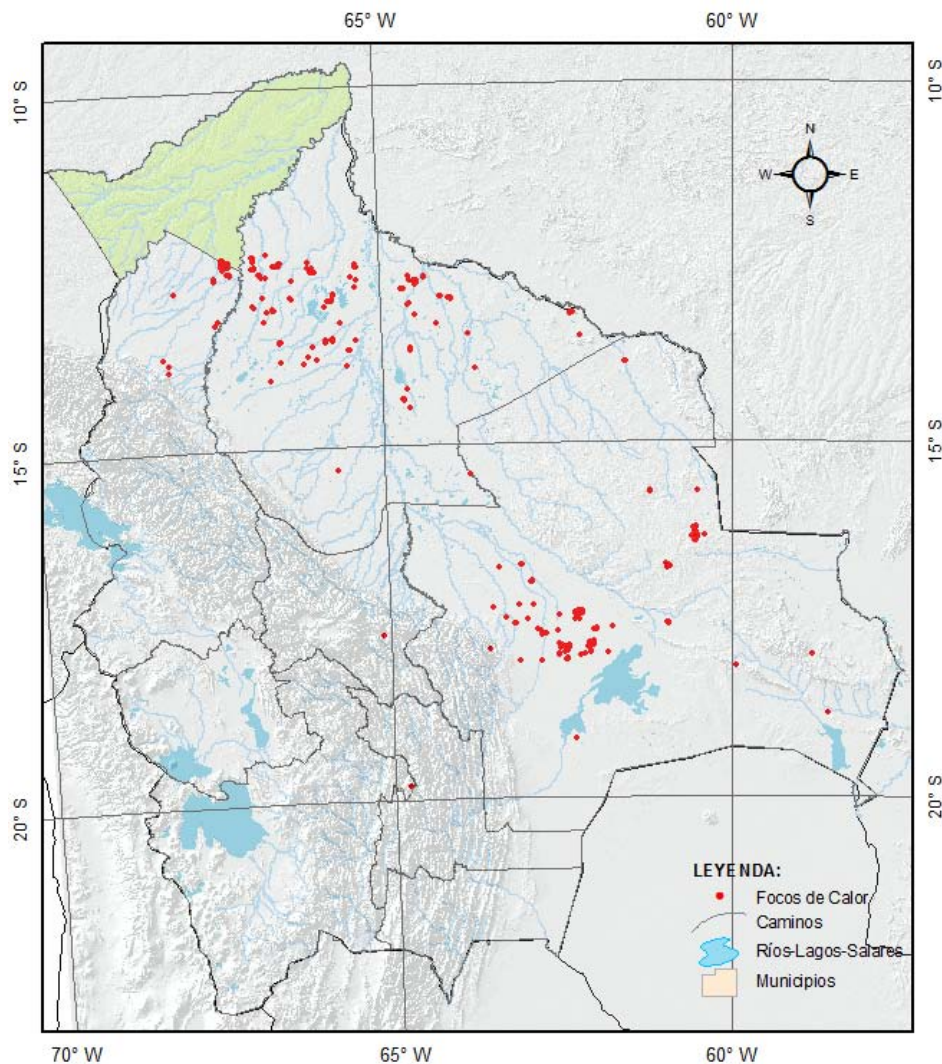 65° W 60° W
10° S 10° S
N
W E
S
15° S 15° S
20° S 20° S
LEYENDA:
Focos de Calor
Caminos
Ríos-Lagos-Salares
Municipios
70° W 65° W 60° W